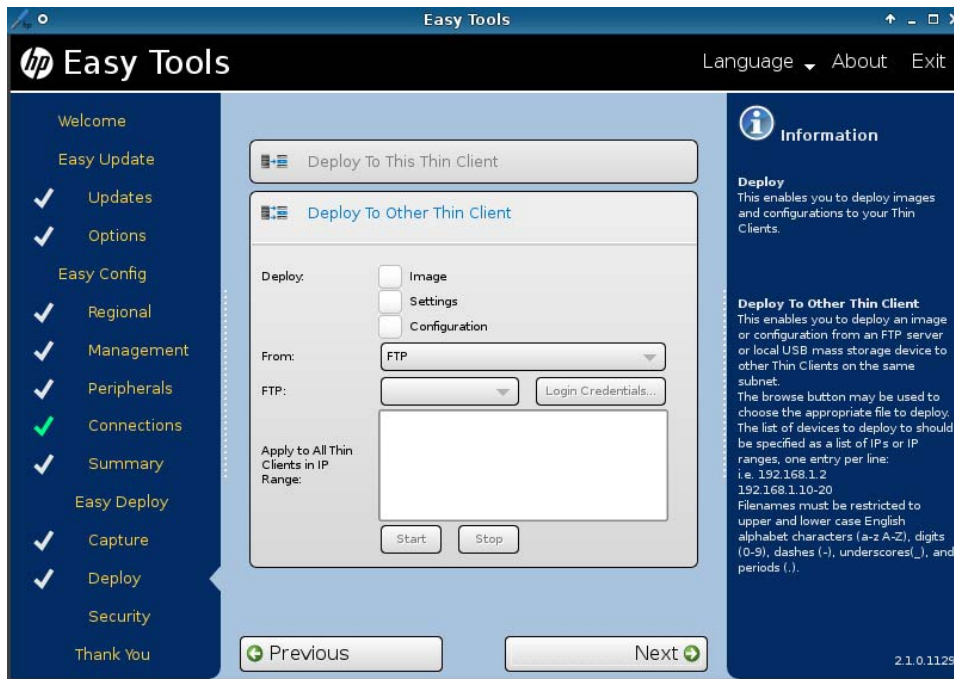 Easy Tools
hp Easy Tools
Language About Exit
Welcome
Easy Update
Updates
Options
Easy Config
Regional
Management
Peripherals
Connections
Summary
Easy Deploy
Capture
Deploy
Security
Thank You
Deploy To This Thin Client
Deploy To Other Thin Client
Deploy:
Image
Settings
Configuration
From:
FTP
FTP:
Login Credentials...
Apply to All Thin
Clients in IP
Range:
Start
Stop
Previous
Next
Information
Deploy
This enables you to deploy images
and configurations to your Thin
Clients.
Deploy To Other Thin Client
This enables you to deploy an image
or configuration from an FTP server
or local USB mass storage device to
other Thin Clients on the same
subnet.
The browse button may be used to
choose the appropriate file to deploy.
The list of devices to deploy to should
be specified as a list of IPs or IP
ranges, one entry per line:
i.e. 192.168.1.2
192.168.1.10-20
Filenames must be restricted to
upper and lower case English
alphabet characters (a-z A-Z), digits
(0-9), dashes (-), underscores(_), and
periods (.).
2.1.0.1129